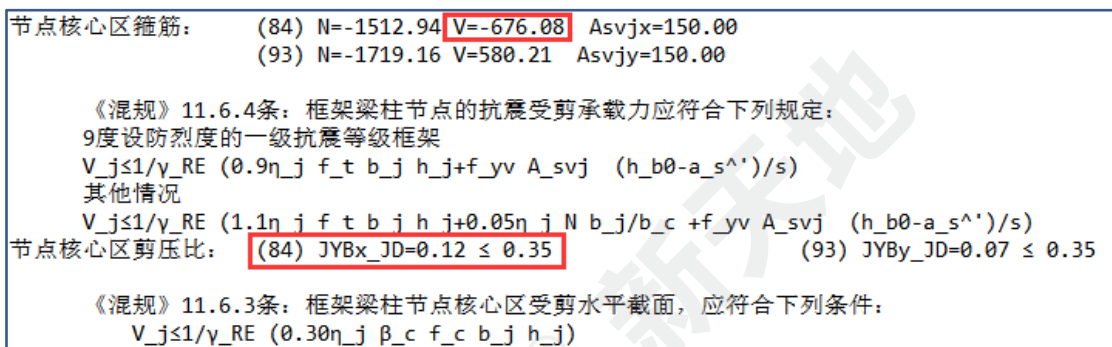 节点核心区箍筋： (84) N=-1512.94 V=-676.08 Asvjx=150.00
(93) N=-1719.16 V=580.21 Asvjy=150.00
《混规》11.6.4条：框架梁柱节点的抗震受剪承载力应符合下列规定：
9度设防烈度的一级抗震等级框架
V_j≤1/γ_RE (0.9η_j f_t b_j h_j+f_yv A_svj (h_b0-a_s^')/s)
其他情况
V_j≤1/γ_RE (1.1η_j f_t b_j h_j+0.05η_j N b_j/b_c +f_yv A_svj (h_b0-a_s^')/s)
节点核心区剪压比： (84) JYBx_JD=0.12 ≤ 0.35 (93) JYBy_JD=0.07 ≤ 0.35
《混规》11.6.3条：框架梁柱节点核心区受剪水平截面，应符合下列条件：
V_j≤1/γ_RE (0.30η_j β_c f_c b_j h_j)
新天地